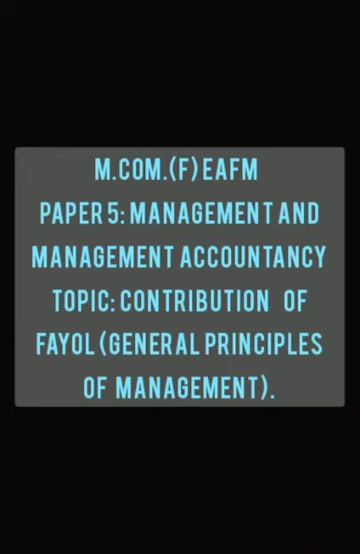 M.COM.(F) EAFM
PAPER 5: MANAGEMENT AND
MANAGEMENT ACCOUNTANCY
TOPIC: CONTRIBUTION OF
FAYOL (GENERAL PRINCIPLES
OF MANAGEMENT).